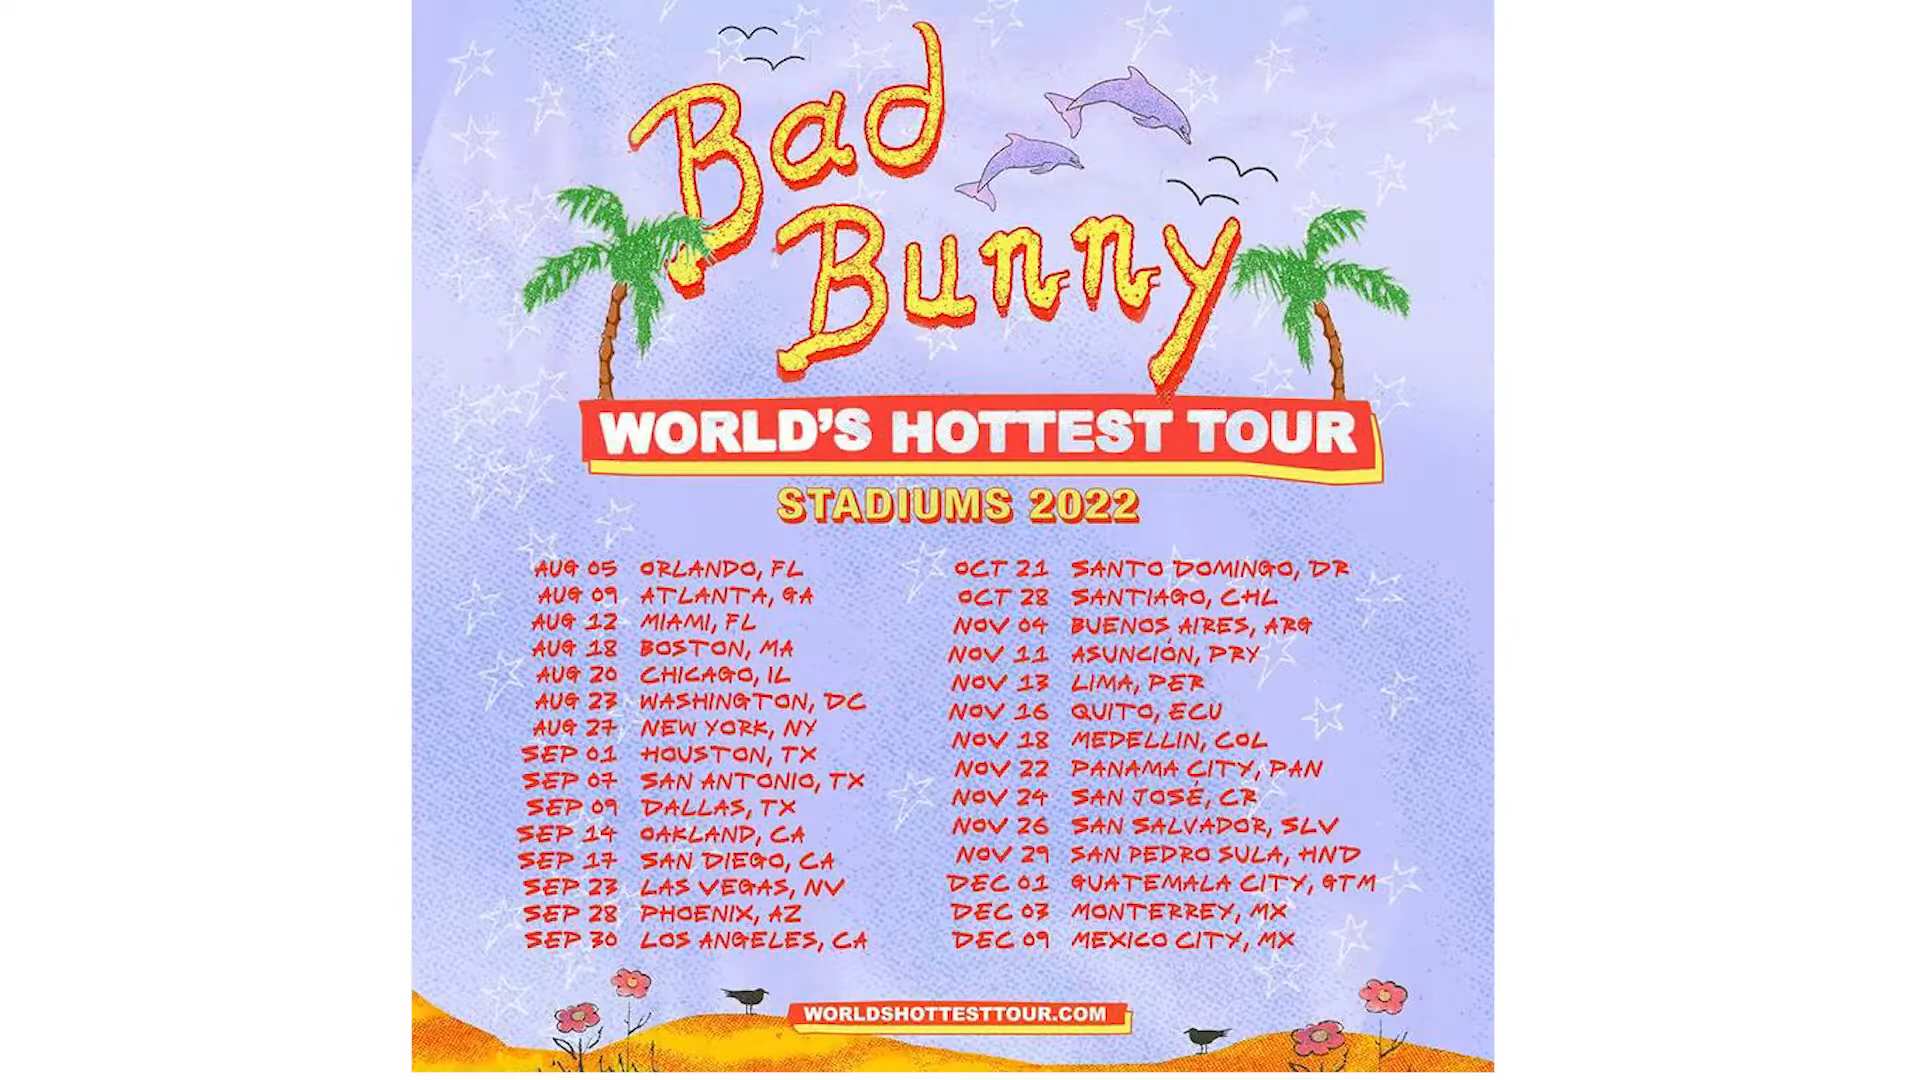 Bad
Bunny
WORLD'S HOTTEST TOUR
STADIUMS 2022
AUG 05 ORLANDO, FL
AUG 09 ATLANTA, GA
AUG 12 MIAMI, FL
AUG 18 BOSTON, MA
AUG 20 CHICAGO, IL
AUG 23 WASHINGTON, DC
AUG 27 NEW YORK, NY
SEP 01 HOUSTON, TX
SEP 07 SAN ANTONIO, TX
SEP 09 DALLAS, TX
SEP 14 OAKLAND, CA
SEP 17 SAN DIEGO, CA
SEP 23 LAS VEGAS, NV
SEP 28 PHOENIX, AZ
SEP 30 LOS ANGELES, CA
OCT 21 SANTO DOMINGO, DR
OCT 28 SANTIAGO, CHL
NOV 04 BUENOS AIRES, ARG
NOV 11 ASUNCIÓN, PRY
NOV 13 LIMA, PER
NOV 16 QUITO, ECU
NOV 18 MEDELLIN, COL
NOV 22 PANAMA CITY, PAN
NOV 24 SAN JOSÉ, CR
NOV 26 SAN SALVADOR, SLV
NOV 29 SAN PEDRO SULA, HND
DEC 01 GUATEMALA CITY, GTM
DEC 03 MONTERREY, MX
DEC 09 MEXICO CITY, MX
WORLDSHOTTESTTOUR.COM